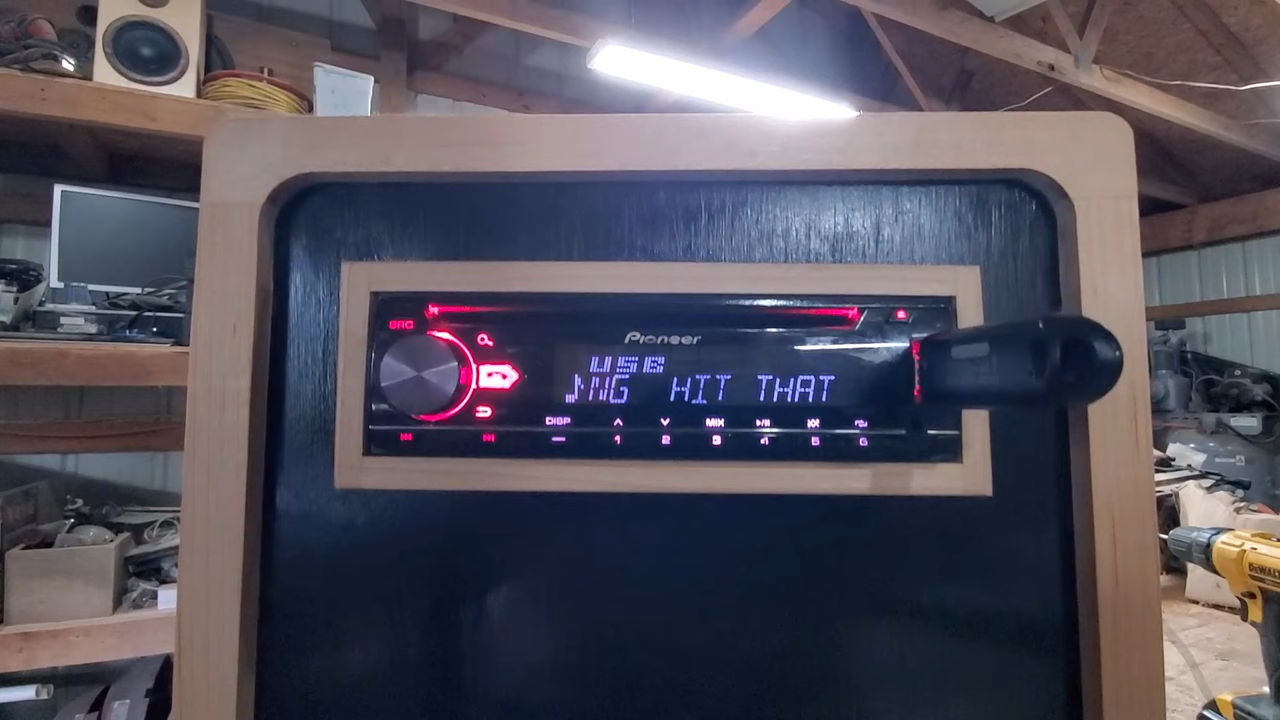 SRC
Pioneer
USB
NG HIT THAT
DISP MIX
1 2 3 4 5 6
DEWALT